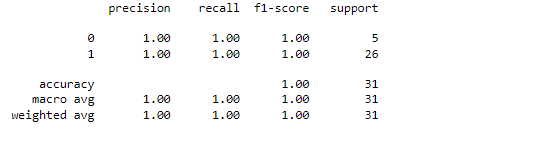 precision recall f1-score support
0 1.00 1.00 1.00 5
1 1.00 1.00 1.00 26
accuracy 1.00 31
macro avg 1.00 1.00 1.00 31
weighted avg 1.00 1.00 1.00 31